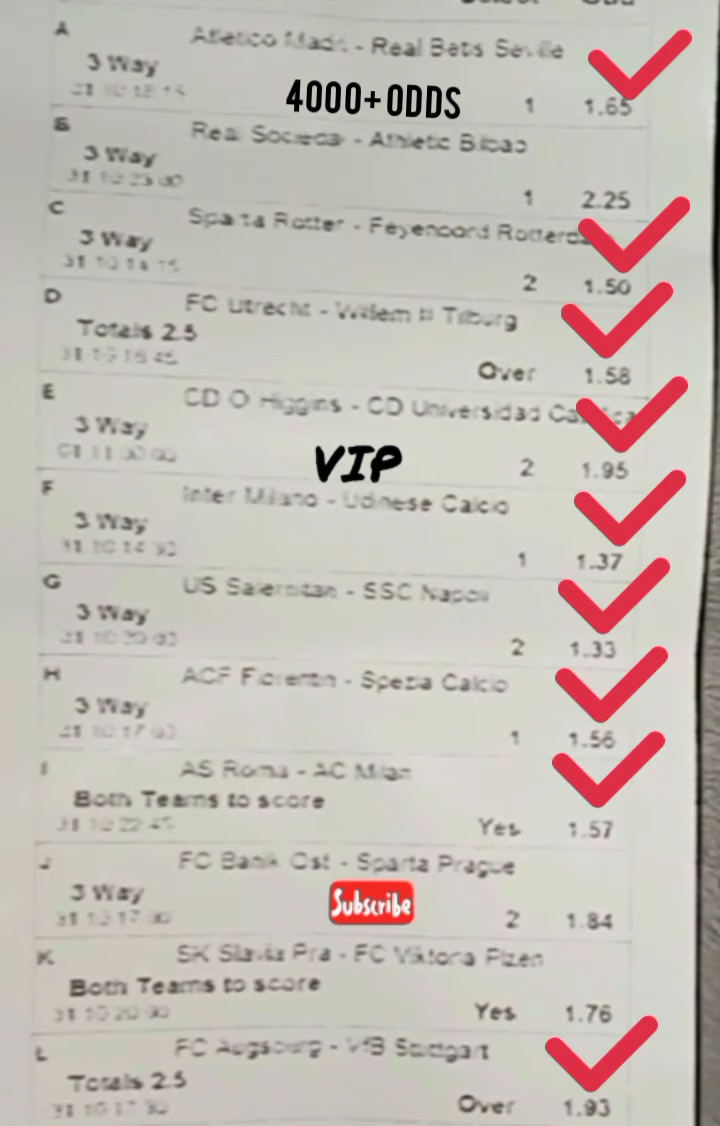 A Atletico Madri - Real Betis Seville
3 Way
4000+ ODDS
31.10 16:15 1 1.65
B Real Sociedad - Athletic Bilbao
3 Way
1 2.25
C Sparta Rotter - Feyenoord Rotterda
3 Way
2 1.50
D FC Utrecht - Willem II Tilburg
Totals 2.5
Over 1.58
E CD O Higgins - CD Universidad
3 Way
VIP
2 1.95
F Inter Milano - Udinese Calcio
3 Way
1 1.37
G US Salernitan - SSC Napoli
3 Way
2 1.33
H ACF Fiorentin - Spezia Calcio
3 Way
1 1.56
I AS Roma - AC Milan
Both Teams to score
Yes 1.57
J FC Banik Ost - Sparta Prague
3 Way
Subscribe
2 1.84
K SK Slavia Pra - FC Viktoria Plzen
Both Teams to score
Yes 1.76
L FC Augsburg - VfB Stuttgart
Totals 2.5
Over 1.93